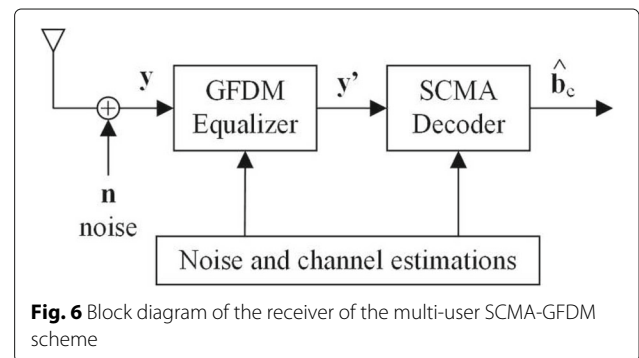 y
GFDM
Equalizer
y'
SCMA
Decoder
b̂c
n
noise
Noise and channel estimations
Fig. 6 Block diagram of the receiver of the multi-user SCMA-GFDM
scheme